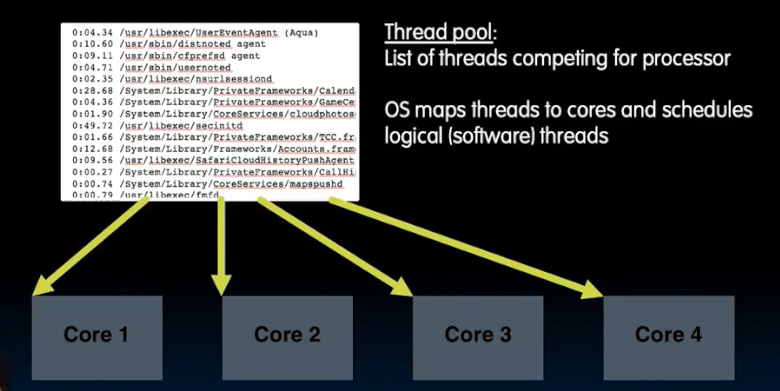 0:04.34 /usr/libexec/UserEventAgent (Aqua)
0:10.60 /usr/sbin/distnoted agent
0:09.11 /usr/sbin/cfprefsd agent
0:04.71 /usr/sbin/usernoted
0:02.35 /usr/libexec/nsurlsessiond
0:28.68 /System/Library/PrivateFrameworks/Calend
0:04.36 /System/Library/PrivateFrameworks/GameCe
0:01.90 /System/Library/CoreServices/cloudphotos
0:49.72 /usr/libexec/secinitd
0:01.66 /System/Library/PrivateFrameworks/TCC.fr
0:12.68 /System/Library/Frameworks/Accounts.fram
0:09.56 /usr/libexec/SafariCloudHistoryPushAgent
0:00.27 /System/Library/PrivateFrameworks/CallHi
0:00.74 /System/Library/CoreServices/mapspushd
0:00.79 /usr/libexec/fmfd
Thread pool:
List of threads competing for processor
OS maps threads to cores and schedules
logical (software) threads
Core 1
Core 2
Core 3
Core 4